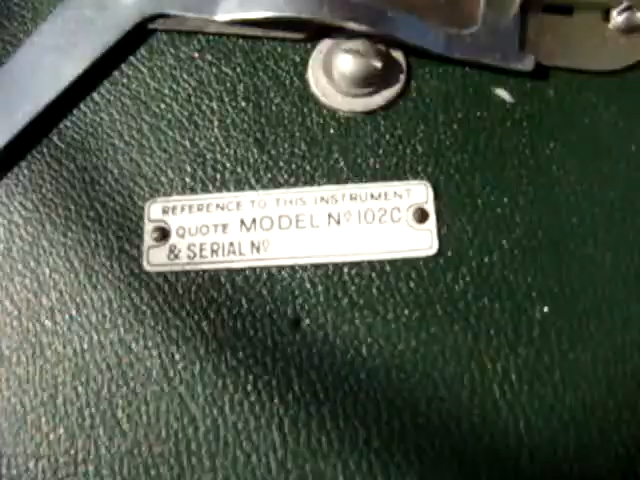 REFERENCE TO THIS INSTRUMENT
QUOTE MODEL Nº 102C
& SERIAL Nº